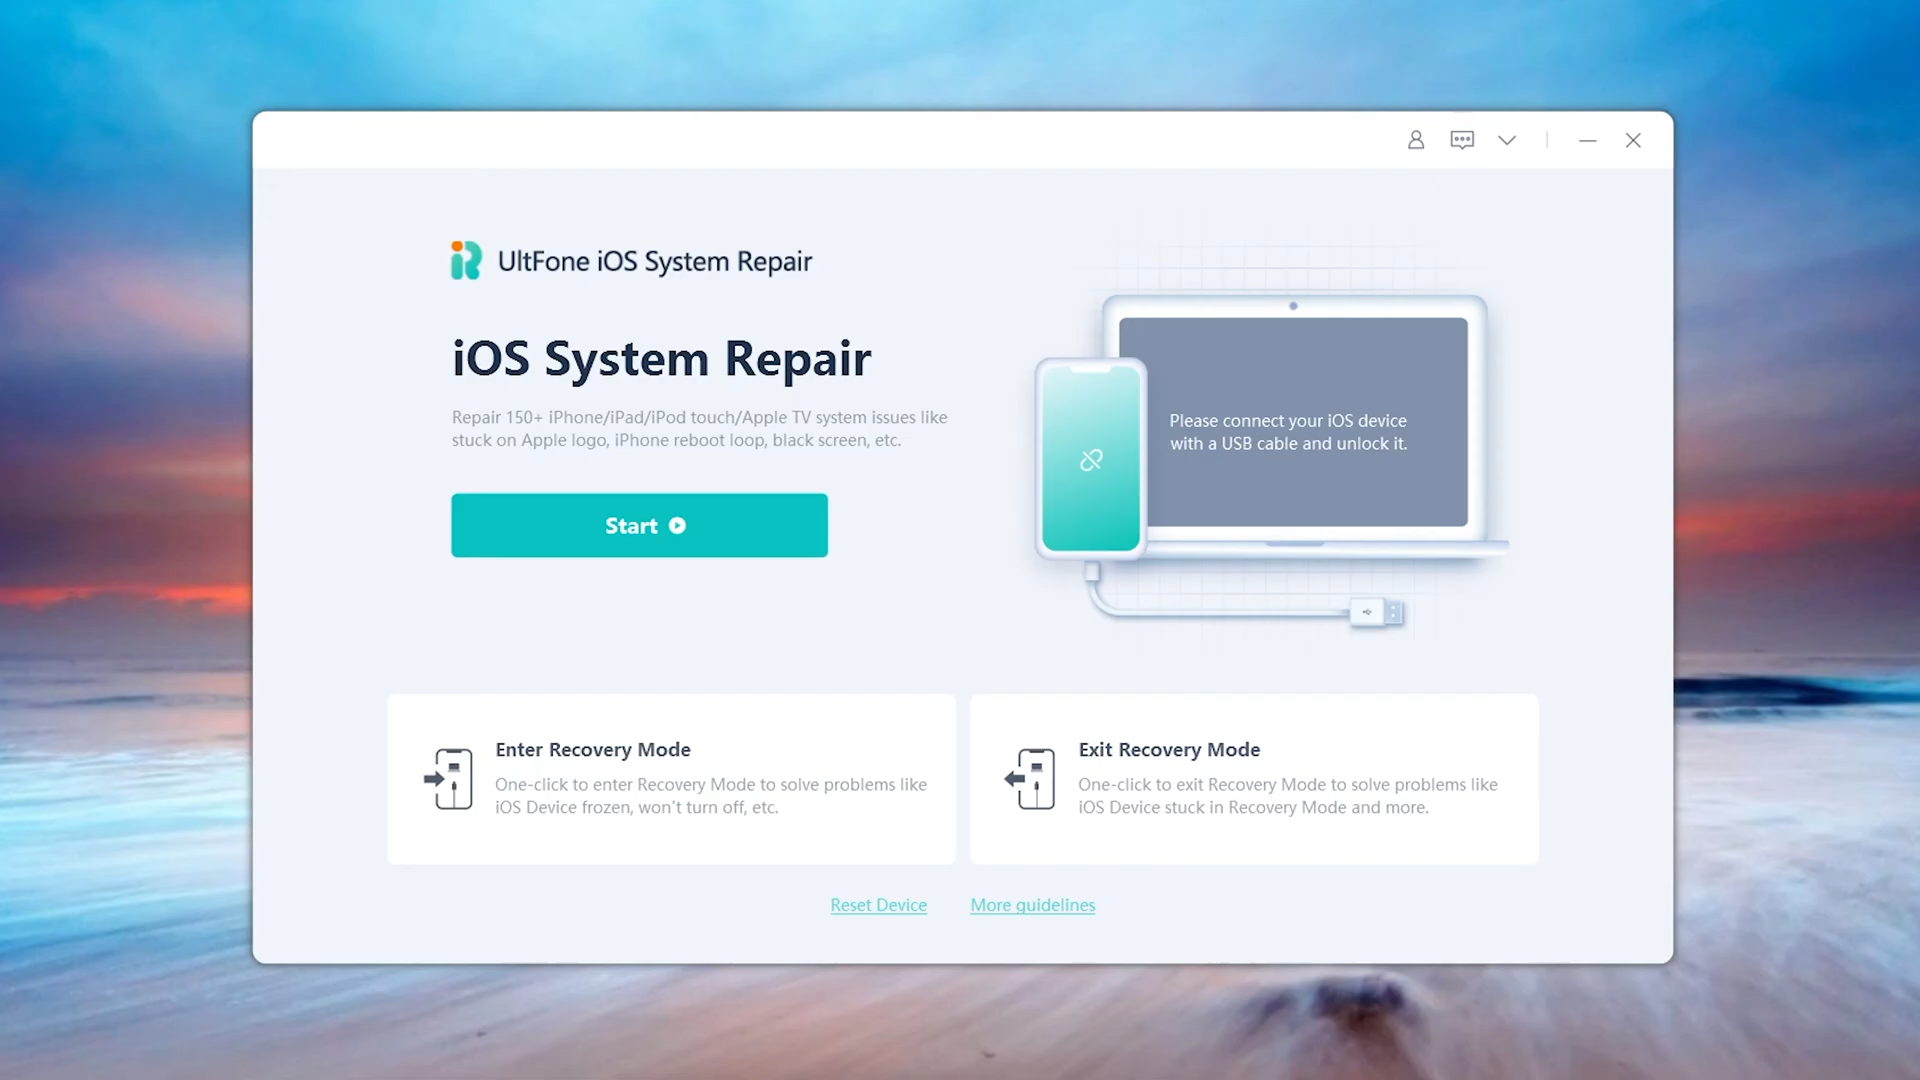 UltFone iOS System Repair
iOS System Repair
Repair 150+ iPhone/iPad/iPod touch/Apple TV system issues like
stuck on Apple logo, iPhone reboot loop, black screen, etc.
Start
Please connect your iOS device
with a USB cable and unlock it.
Enter Recovery Mode
One-click to enter Recovery Mode to solve problems like
iOS Device frozen, won't turn off, etc.
Exit Recovery Mode
One-click to exit Recovery Mode to solve problems like
iOS Device stuck in Recovery Mode and more.
Reset Device
More guidelines